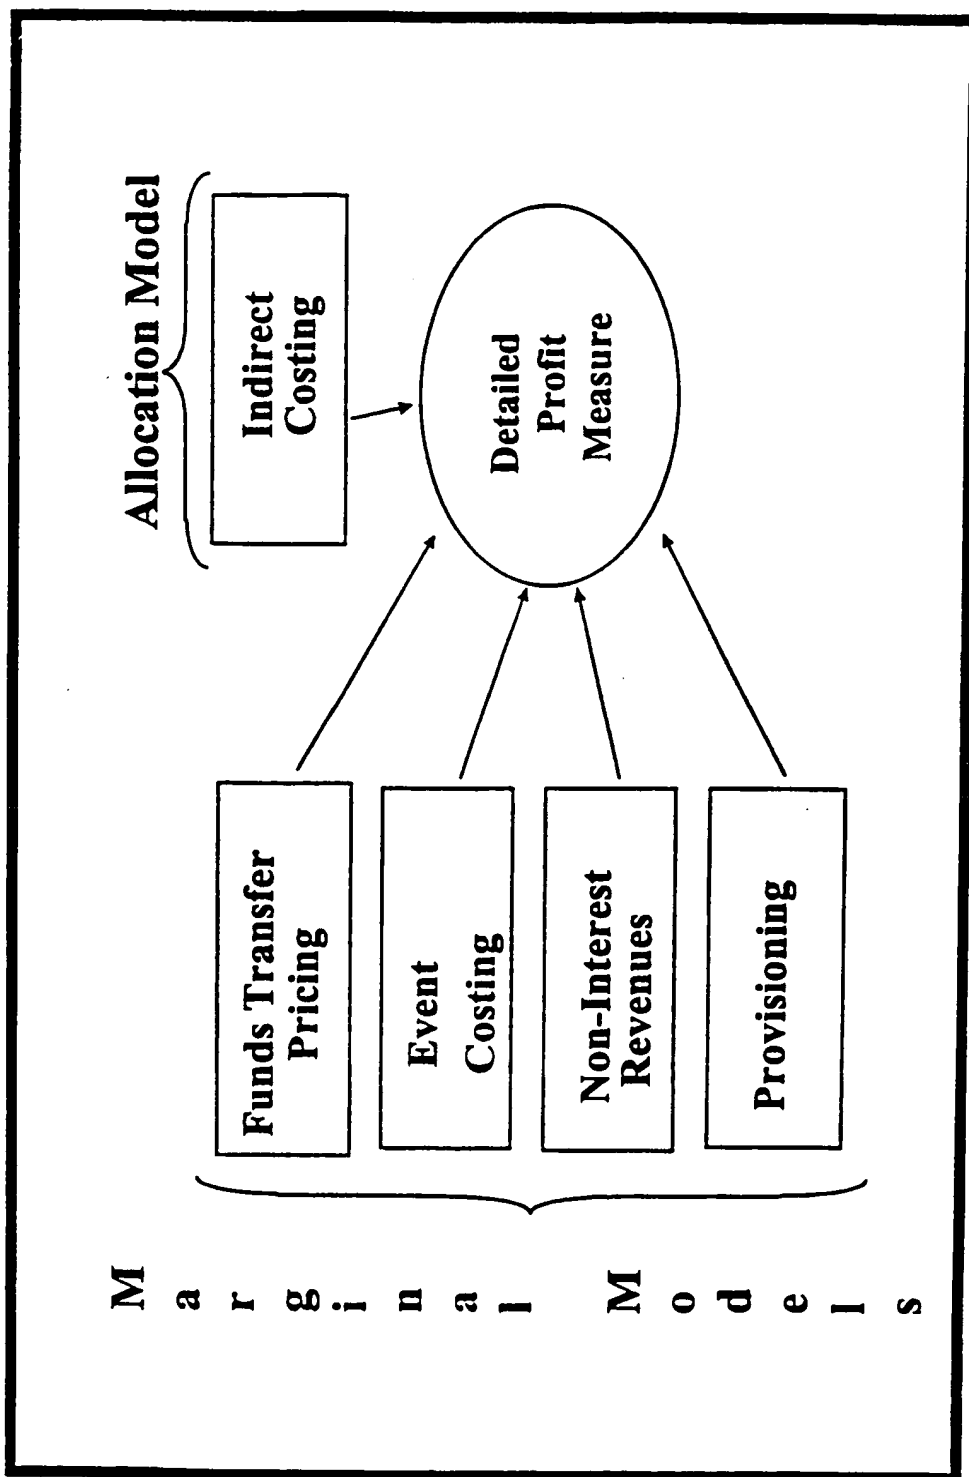 Allocation Model
Indirect
Costing
Detailed
Profit
Measure
Funds Transfer
Pricing
Event
Costing
Non-Interest
Revenues
Provisioning
Marginal Models